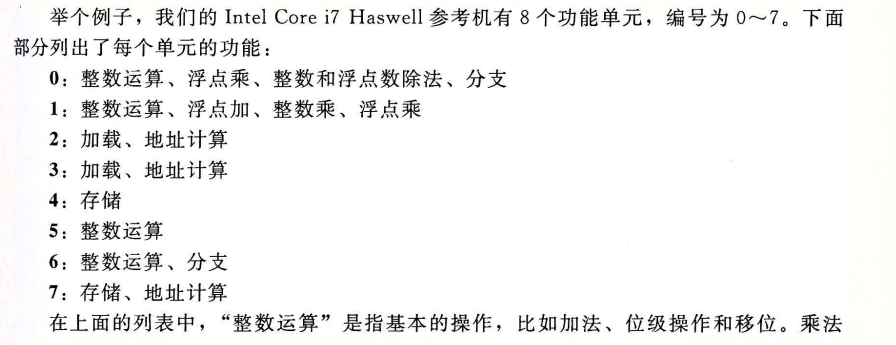 举个例子，我们的 Intel Core i7 Haswell 参考机有 8 个功能单元，编号为 0～7。下面
部分列出了每个单元的功能：
0：整数运算、浮点乘、整数和浮点数除法、分支
1：整数运算、浮点加、整数乘、浮点乘
2：加载、地址计算
3：加载、地址计算
4：存储
5：整数运算
6：整数运算、分支
7：存储、地址计算
在上面的列表中，“整数运算”是指基本的操作，比如加法、位级操作和移位。乘法